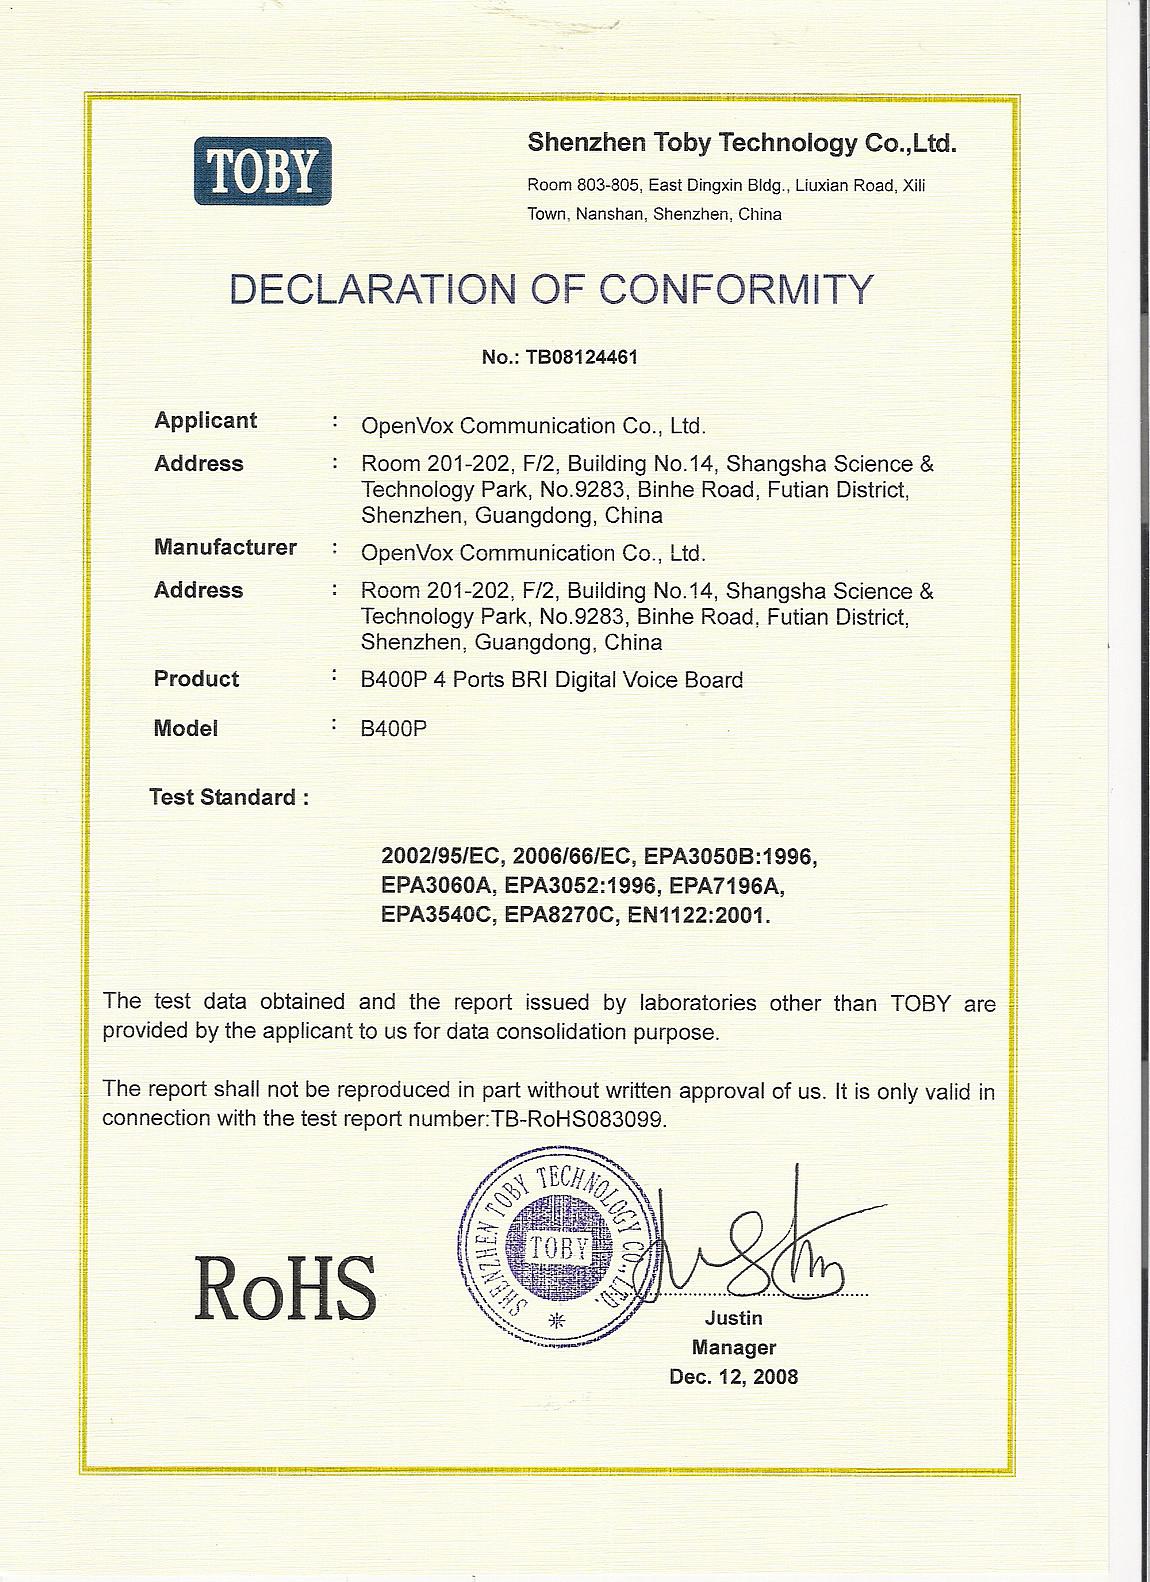 TOBY
Shenzhen Toby Technology Co.,Ltd.
Room 803-805, East Dingxin Bldg., Liuxian Road, Xili
Town, Nanshan, Shenzhen, China
DECLARATION OF CONFORMITY
No.: TB08124461
Applicant : OpenVox Communication Co., Ltd.
Address : Room 201-202, F/2, Building No.14, Shangsha Science &
Technology Park, No.9283, Binhe Road, Futian District,
Shenzhen, Guangdong, China
Manufacturer : OpenVox Communication Co., Ltd.
Address : Room 201-202, F/2, Building No.14, Shangsha Science &
Technology Park, No.9283, Binhe Road, Futian District,
Shenzhen, Guangdong, China
Product : B400P 4 Ports BRI Digital Voice Board
Model : B400P
Test Standard :
2002/95/EC, 2006/66/EC, EPA3050B:1996,
EPA3060A, EPA3052:1996, EPA7196A,
EPA3540C, EPA8270C, EN1122:2001.
The test data obtained and the report issued by laboratories other than TOBY are
provided by the applicant to us for data consolidation purpose.
The report shall not be reproduced in part without written approval of us. It is only valid in
connection with the test report number:TB-RoHS083099.
RoHS
SHENZHEN TOBY TECHNOLOGY CO., LTD.
TOBY
Justin
Justin
Manager
Dec. 12, 2008